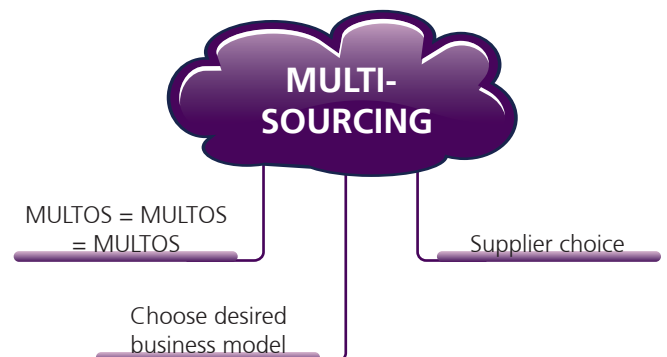 MULTI-
SOURCING
MULTOS = MULTOS
= MULTOS
Supplier choice
Choose desired
business model